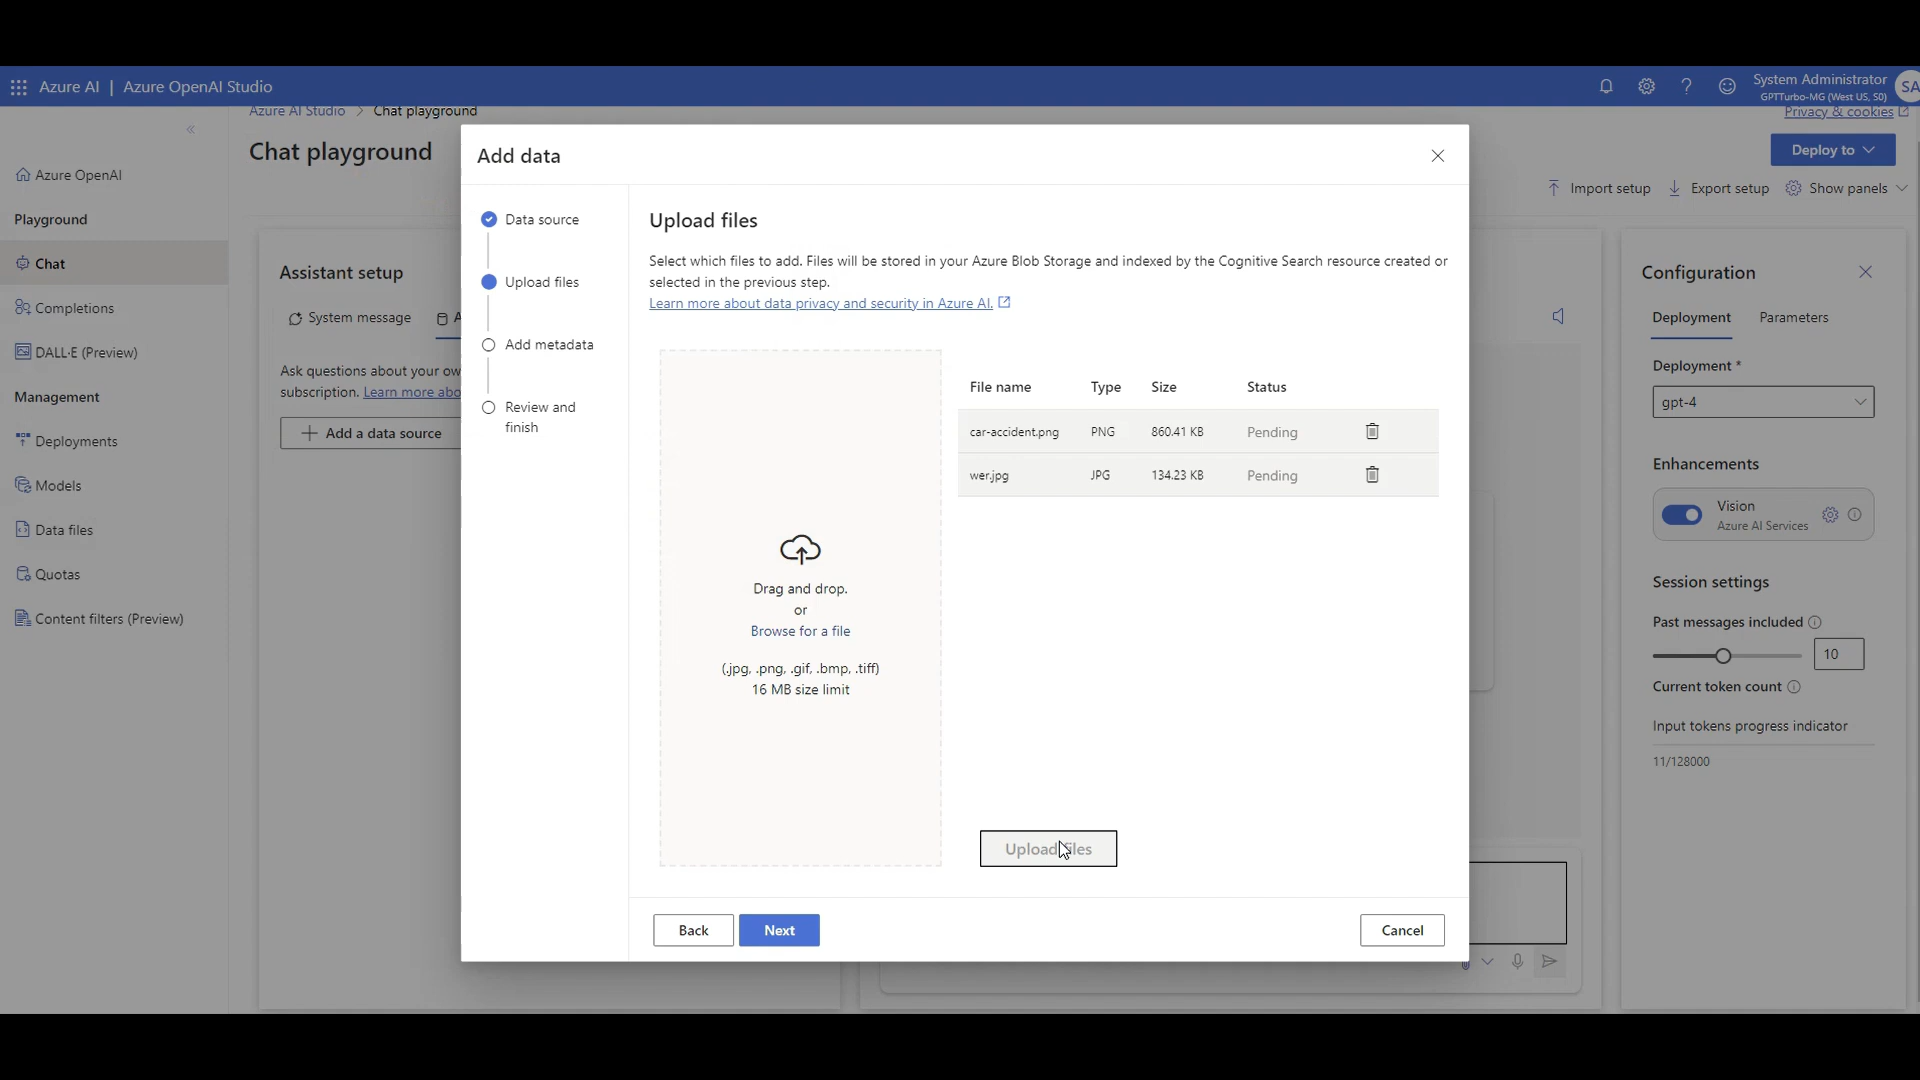 Azure AI | Azure OpenAI Studio
System Administrator
GPTTurbo-MG (West US, S0)
SA
Azure AI Studio > Chat playground
Privacy & cookies
Chat playground
Deploy to
Import setup
Export setup
Show panels
Azure OpenAI
Playground
Chat
Completions
DALL·E (Preview)
Management
Deployments
Models
Data files
Quotas
Content filters (Preview)
Assistant setup
System message
Ask questions about your ow
subscription. Learn more abo
Add a data source
Add data
Data source
Upload files
Add metadata
Review and
finish
Upload files
Select which files to add. Files will be stored in your Azure Blob Storage and indexed by the Cognitive Search resource created or
selected in the previous step.
Learn more about data privacy and security in Azure AI.
Drag and drop.
or
Browse for a file
(.jpg, .png, .gif, .bmp, .tiff)
16 MB size limit
File name Type Size Status
car-accident.png PNG 860.41 KB Pending
wer.jpg JPG 134.23 KB Pending
Upload files
Back
Next
Cancel
Configuration
Deployment
Parameters
Deployment *
gpt-4
Enhancements
Vision
Azure AI Services
Session settings
Past messages included
10
Current token count
Input tokens progress indicator
11/128000